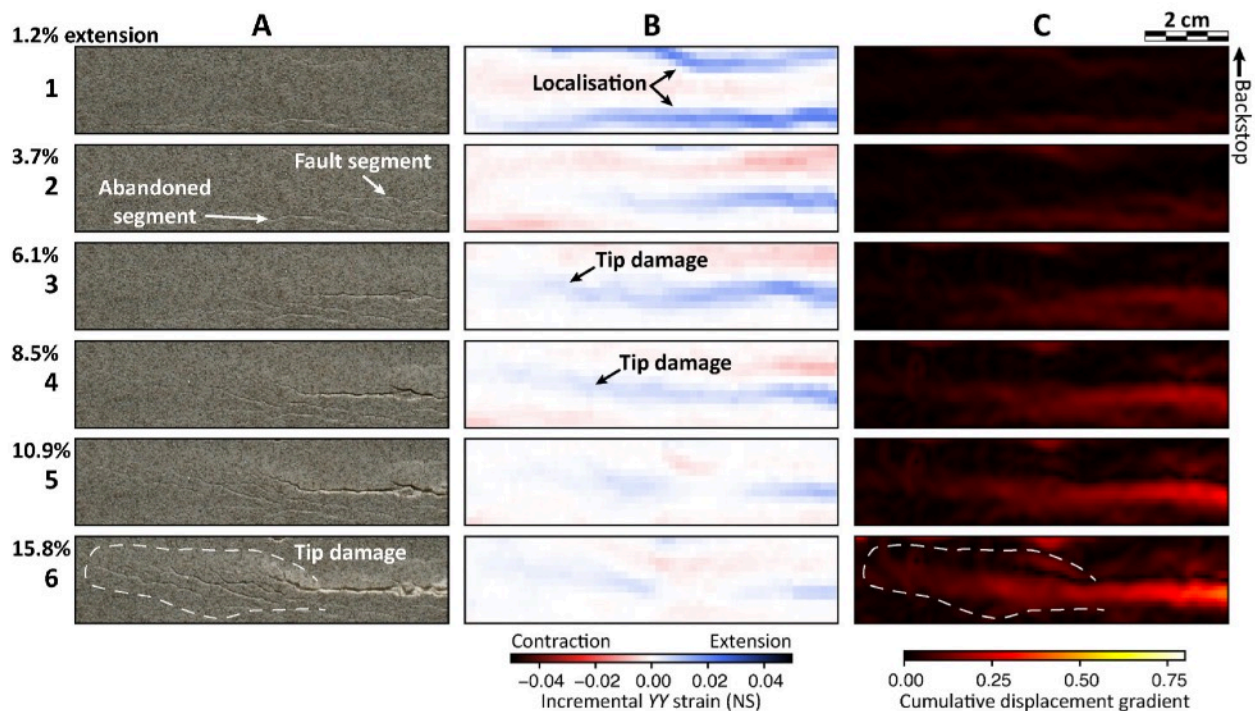 A
B
C
2 cm
Backstop
1.2% extension
1
Localisation
3.7%
2
Fault segment
Abandoned
segment
6.1%
3
Tip damage
8.5%
4
Tip damage
10.9%
5
15.8%
6
Tip damage
Contraction
Extension
−0.04 −0.02 0.00 0.02 0.04
Incremental YY strain (NS)
0.00 0.25 0.50 0.75
Cumulative displacement gradient